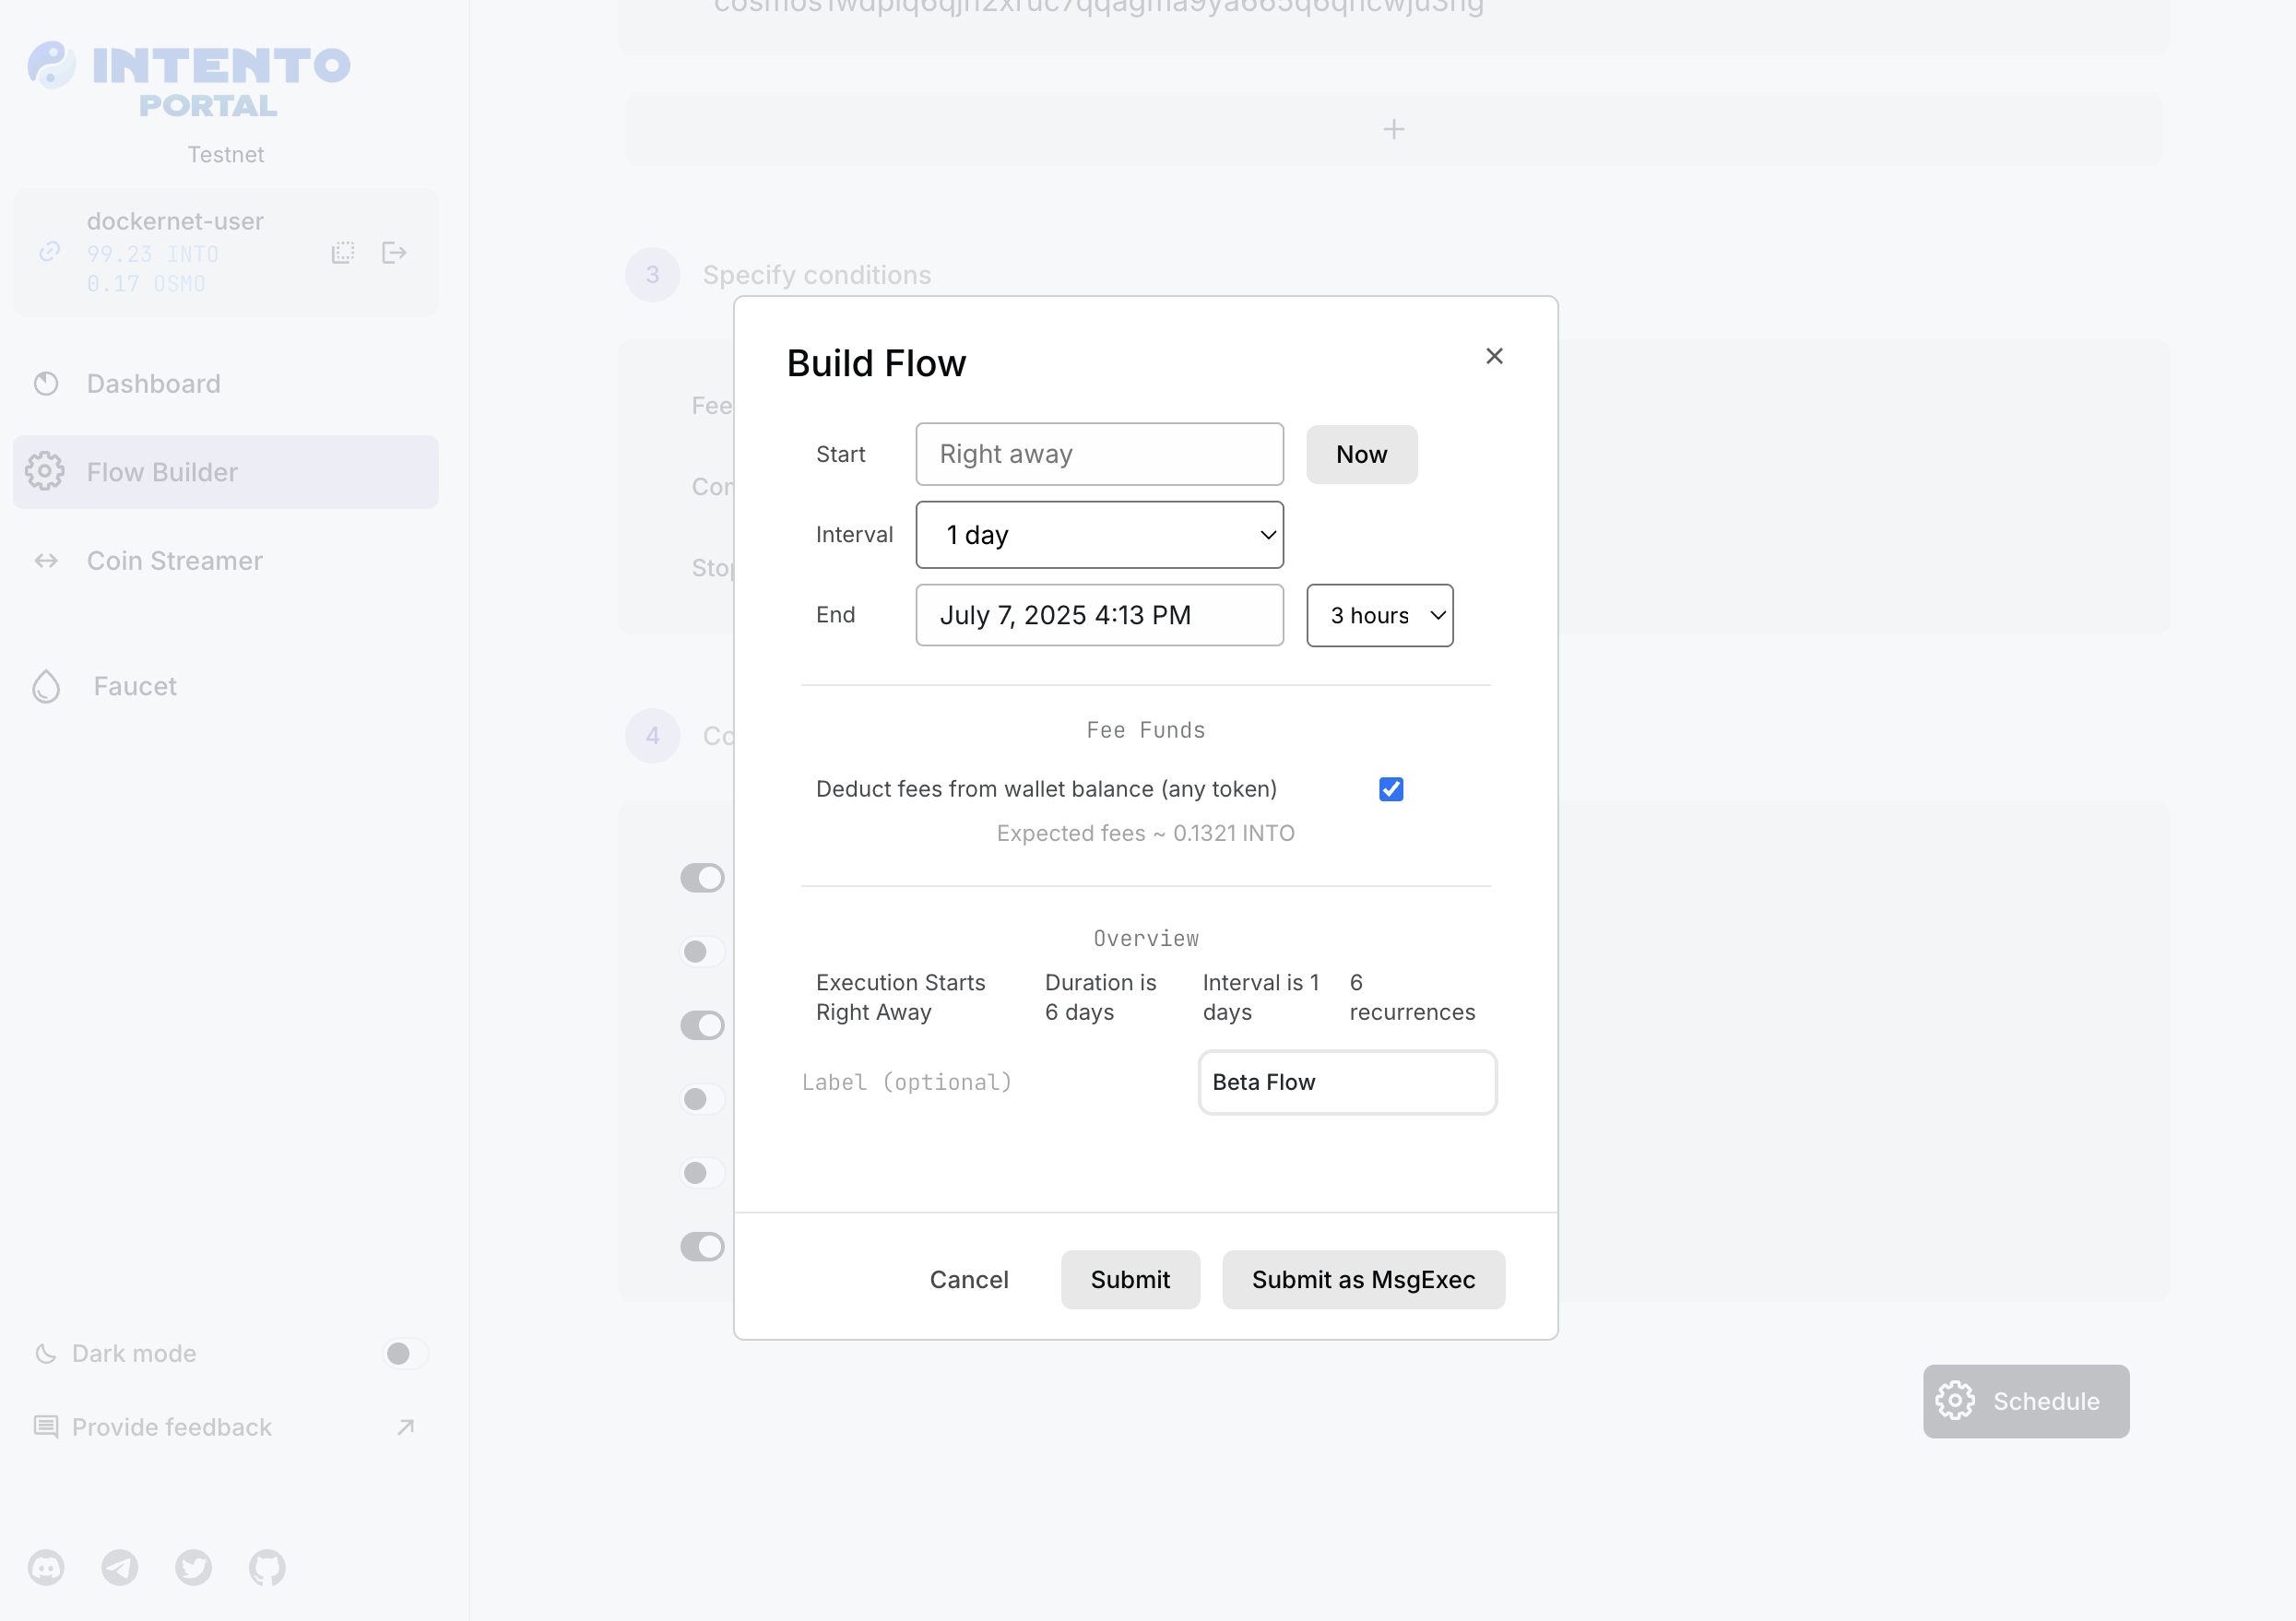 INTENTO
PORTAL
Testnet
dockernet-user
99.23 INTO
0.17 OSMO
Dashboard
Flow Builder
Coin Streamer
Faucet
Dark mode
Provide feedback
+
3 Specify conditions
Fee
Stop
4
Build Flow
Start Right away Now
Interval 1 day
End July 7, 2025 4:13 PM 3 hours
Fee Funds
Deduct fees from wallet balance (any token)
Expected fees ~ 0.1321 INTO
Overview
Execution Starts Right Away
Duration is 6 days
Interval is 1 days
6 recurrences
Label (optional) Beta Flow
Cancel Submit Submit as MsgExec
Schedule